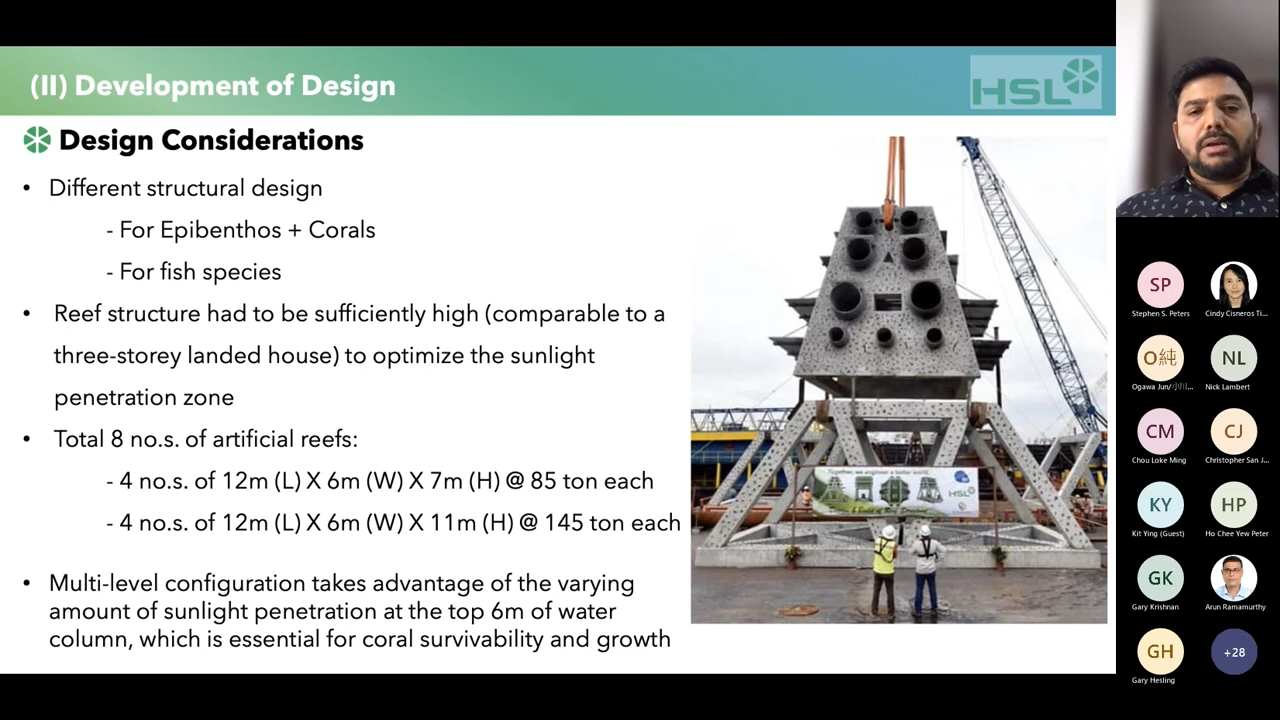 (II) Development of Design
HSL
Design Considerations
• Different structural design
- For Epibenthos + Corals
- For fish species
• Reef structure had to be sufficiently high (comparable to a
three-storey landed house) to optimize the sunlight
penetration zone
• Total 8 no.s. of artificial reefs:
- 4 no.s. of 12m (L) X 6m (W) X 7m (H) @ 85 ton each
- 4 no.s. of 12m (L) X 6m (W) X 11m (H) @ 145 ton each
• Multi-level configuration takes advantage of the varying
amount of sunlight penetration at the top 6m of water
column, which is essential for coral survivability and growth
Together, we engineer a better world.
HSL
SP
Stephen S. Peters
Cindy Cisneros Ti...
O純
Ogawa Jun/小川...
NL
Nick Lambert
CM
Chou Loke Ming
CJ
Christopher San J...
KY
Kit Ying (Guest)
HP
Ho Chee Yew Peter
GK
Gary Krishnan
Arun Ramamurthy
GH
Gary Hesling
+28